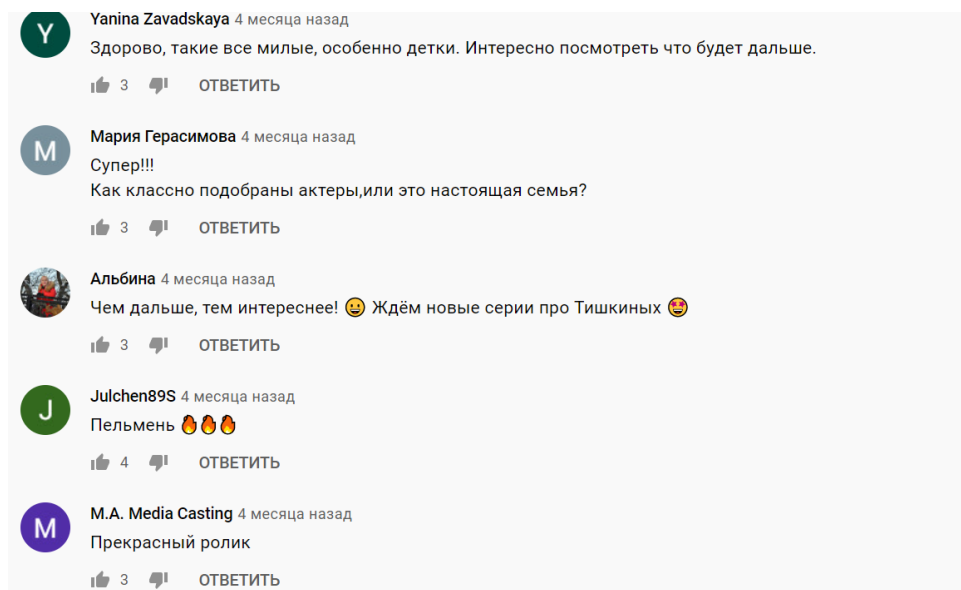 Y
Yanina Zavadskaya 4 месяца назад
Здорово, такие все милые, особенно детки. Интересно посмотреть что будет дальше.
3 ОТВЕТИТЬ
М
Мария Герасимова 4 месяца назад
Супер!!!
Как классно подобраны актеры,или это настоящая семья?
3 ОТВЕТИТЬ
Альбина 4 месяца назад
Чем дальше, тем интереснее! 😀 Ждём новые серии про Тишкиных 🤩
3 ОТВЕТИТЬ
J
Julchen89S 4 месяца назад
Пельмень 🔥🔥🔥
4 ОТВЕТИТЬ
M
M.A. Media Casting 4 месяца назад
Прекрасный ролик
3 ОТВЕТИТЬ